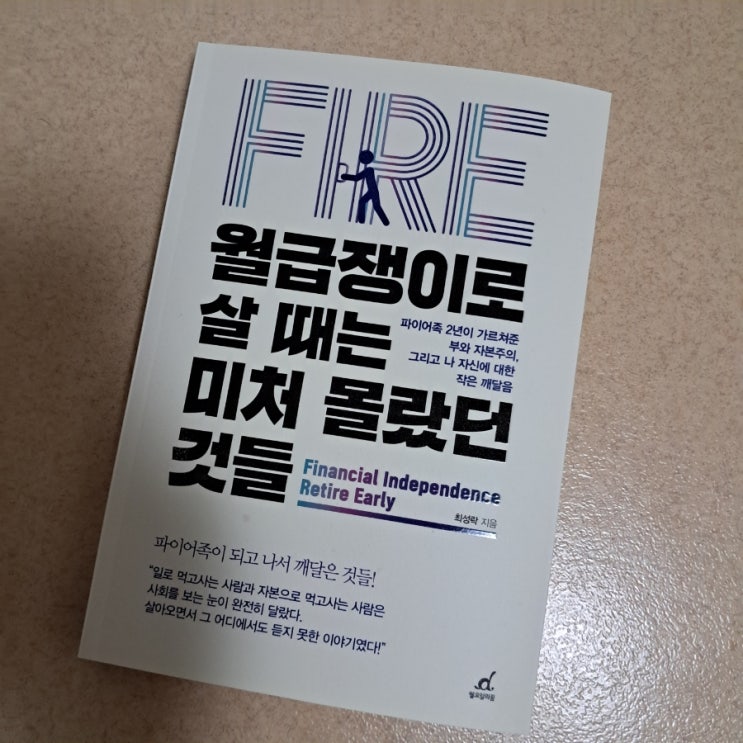 FIRE
월급쟁이로
살 때는
파이어족 2년이 가르쳐준
부와 자본주의,
그리고 나 자신에 대한
작은 깨달음
미처 몰랐던
것들
Financial Independence
Retire Early
최성락 지음
파이어족이 되고 나서 깨달은 것들!
“일로 먹고사는 사람과 자본으로 먹고사는 사람은
사회를 보는 눈이 완전히 달랐다.
살아오면서 그 어디에서도 듣지 못한 이야기였다!”
.d.
월요일의꿈